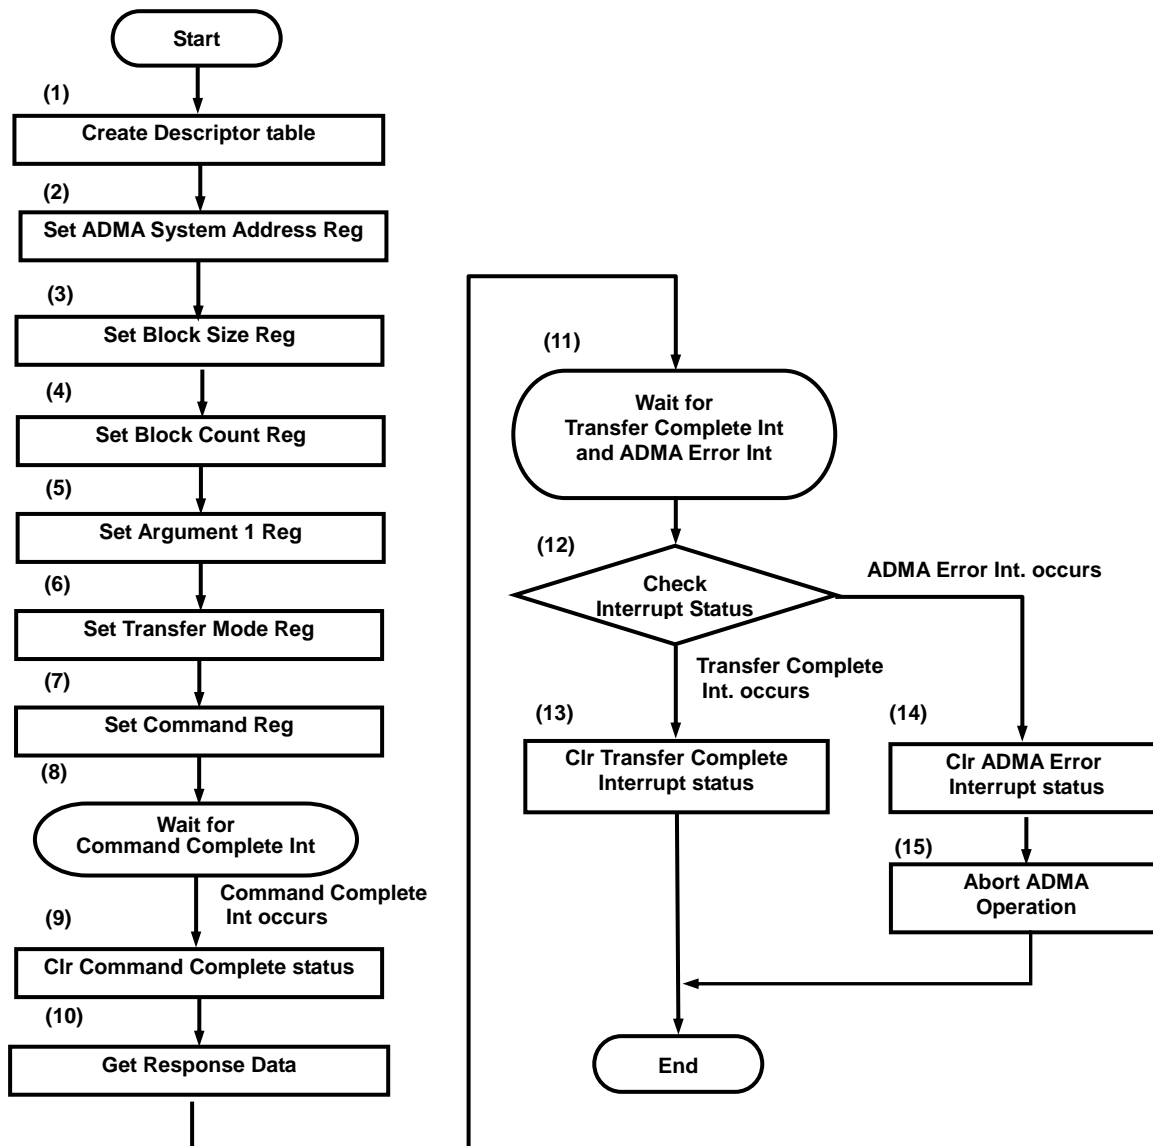 Start
(1)
Create Descriptor table
(2)
Set ADMA System Address Reg
(3)
Set Block Size Reg
(4)
Set Block Count Reg
(5)
Set Argument 1 Reg
(6)
Set Transfer Mode Reg
(7)
Set Command Reg
(8)
Wait for
Command Complete Int
Command Complete
Int occurs
(9)
Clr Command Complete status
(10)
Get Response Data
(11)
Wait for
Transfer Complete Int
and ADMA Error Int
(12)
Check
Interrupt Status
ADMA Error Int. occurs
Transfer Complete
Int. occurs
(13)
Clr Transfer Complete
Interrupt status
(14)
Clr ADMA Error
Interrupt status
(15)
Abort ADMA
Operation
End